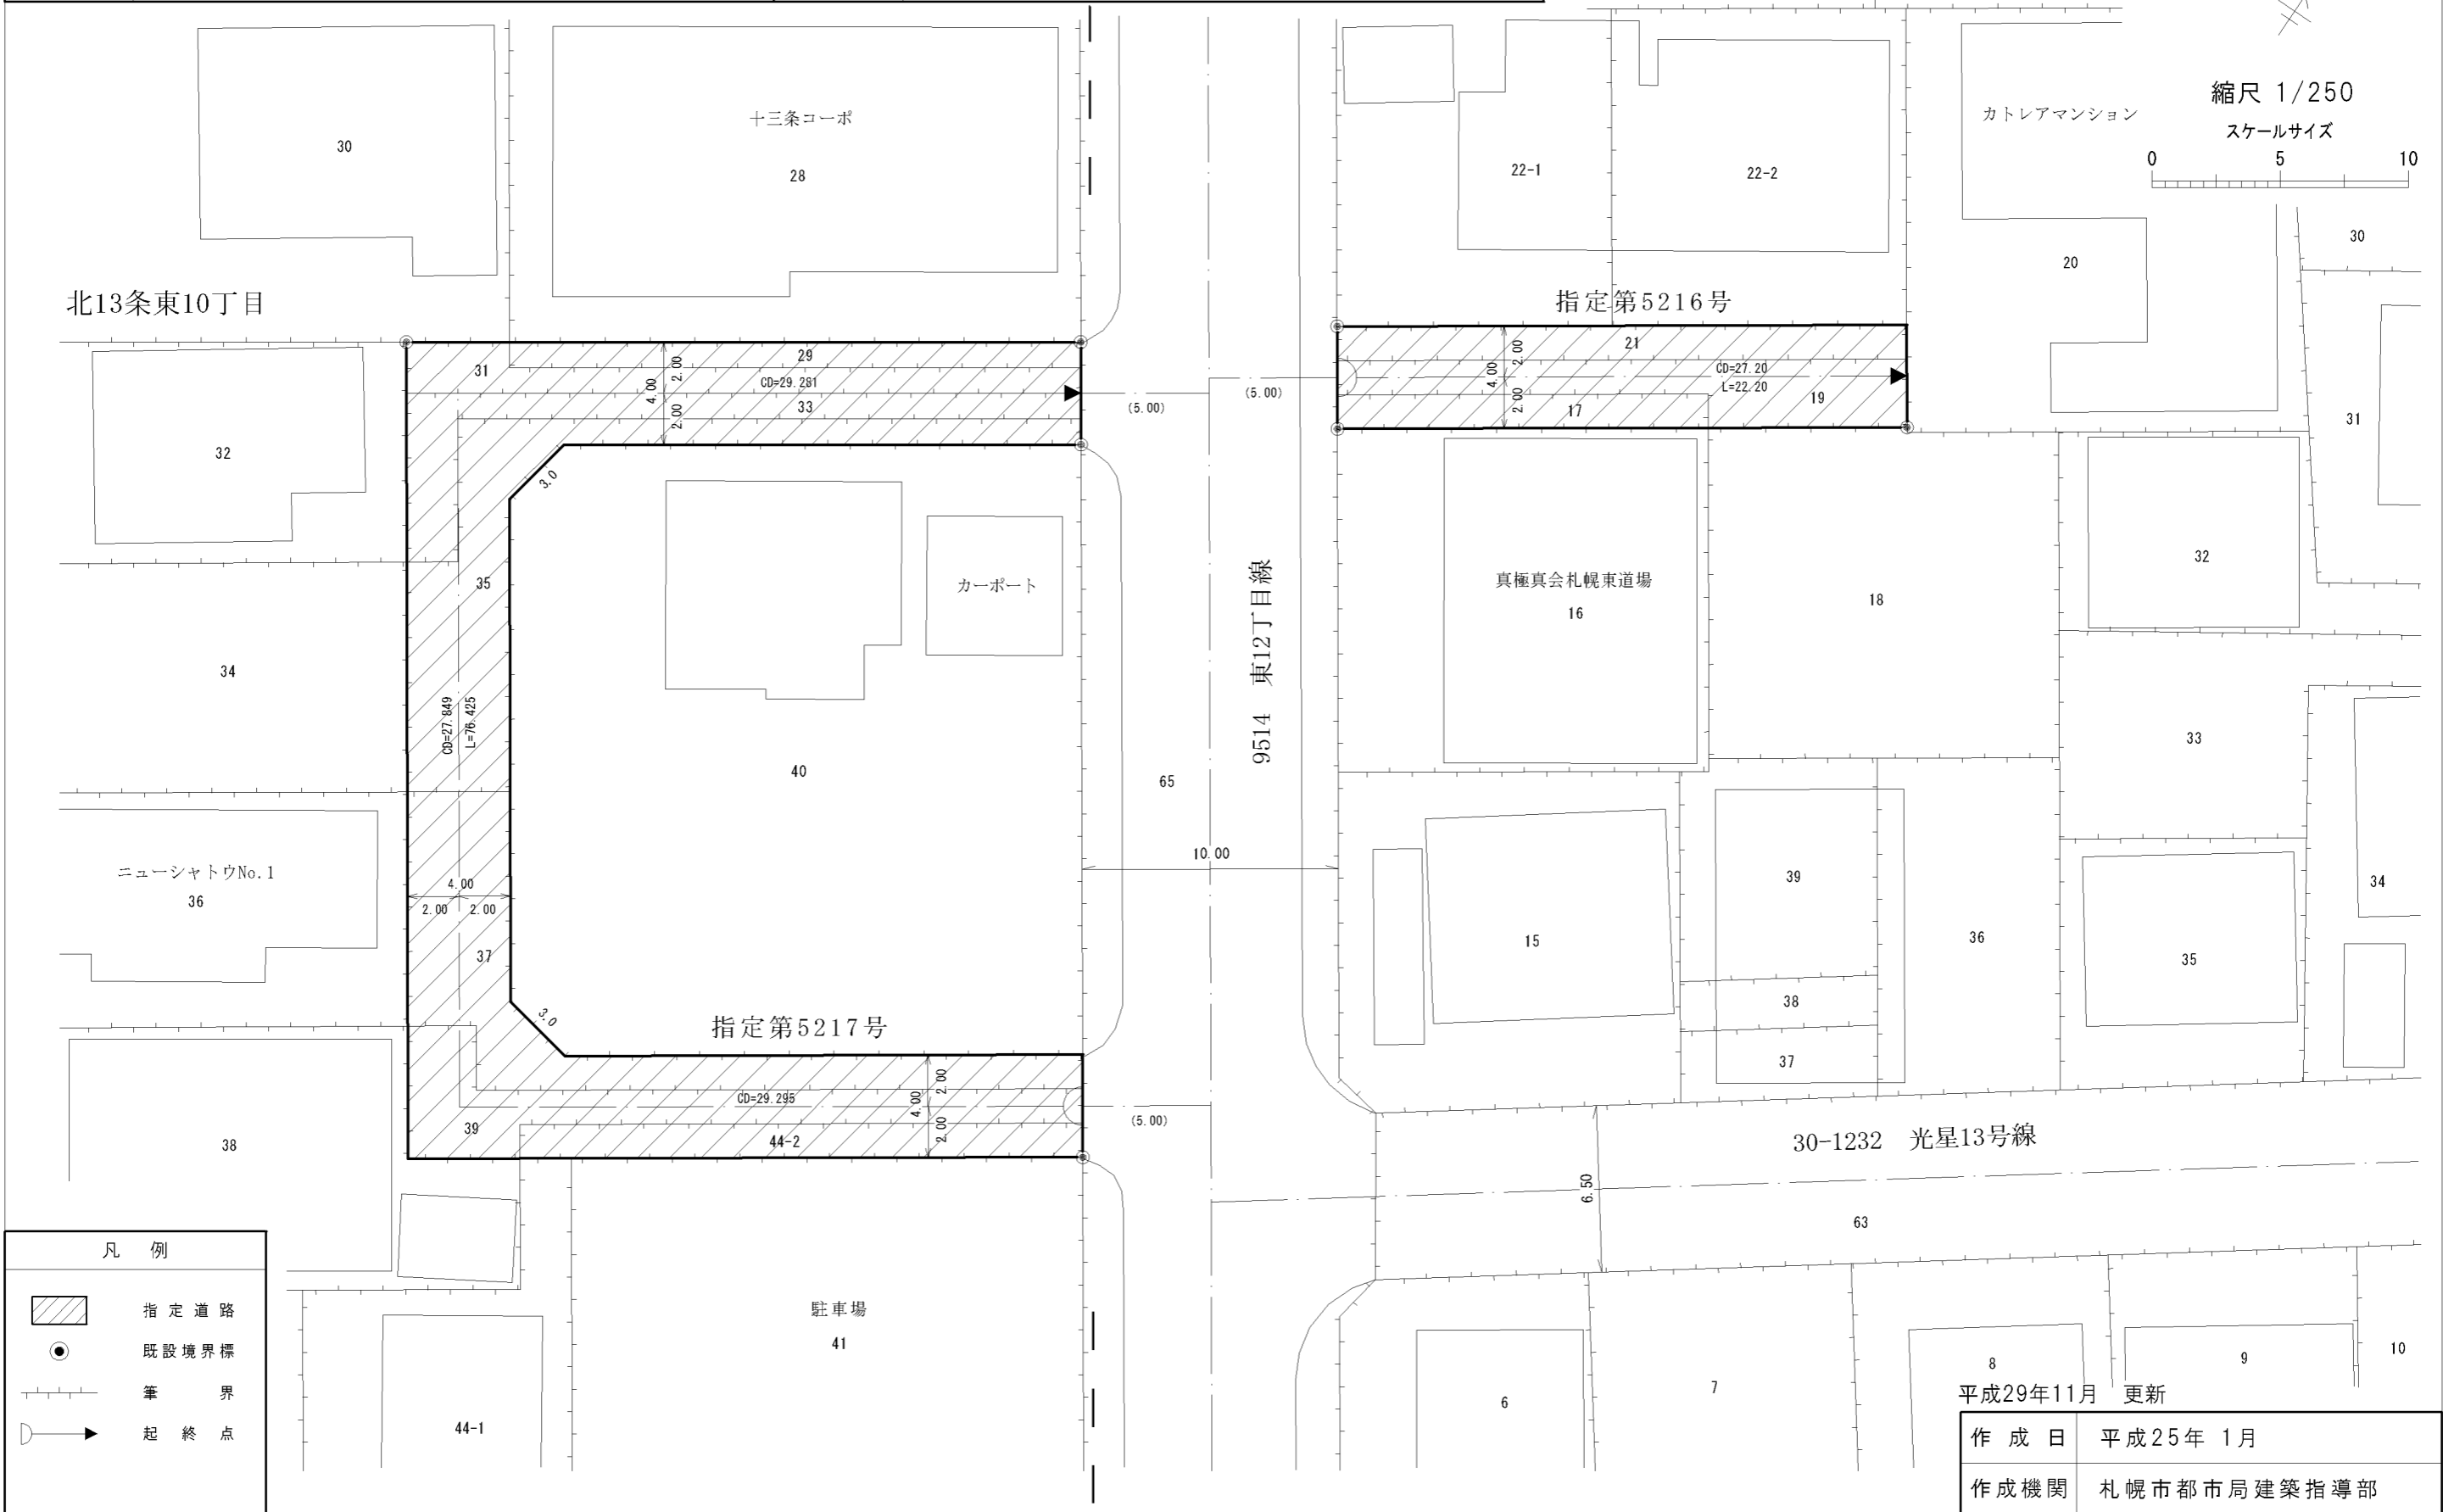 縮尺 1/250
スケールサイズ
0 5 10
30
十三条コーポ
28
22-1
22-2
カトレアマンション
20
30
北13条東10丁目
指定第5216号
31
29
CD=29.281
33
4.00
2.00
2.00
(5.00)
(5.00)
21
CD=27.20
L=22.20
17
19
4.00
2.00
2.00
31
32
35
カーポート
真極真会札幌東道場
16
18
32
34
CD=27.849
L=76.425
40
65
9514 東12丁目線
33
3.0
ニューシャトウNo.1
36
4.00
2.00 2.00
37
10.00
15
39
38
37
36
35
34
3.0
指定第5217号
CD=29.295
4.00
2.00
2.00
(5.00)
39
44-2
38
30-1232 光星13号線
6.50
63
駐車場
41
44-1
6
7
8
9
10
凡 例
指定道路
既設境界標
筆 界
起終点
平成29年11月 更新
作成日 平成25年 1月
作成機関 札幌市都市局建築指導部